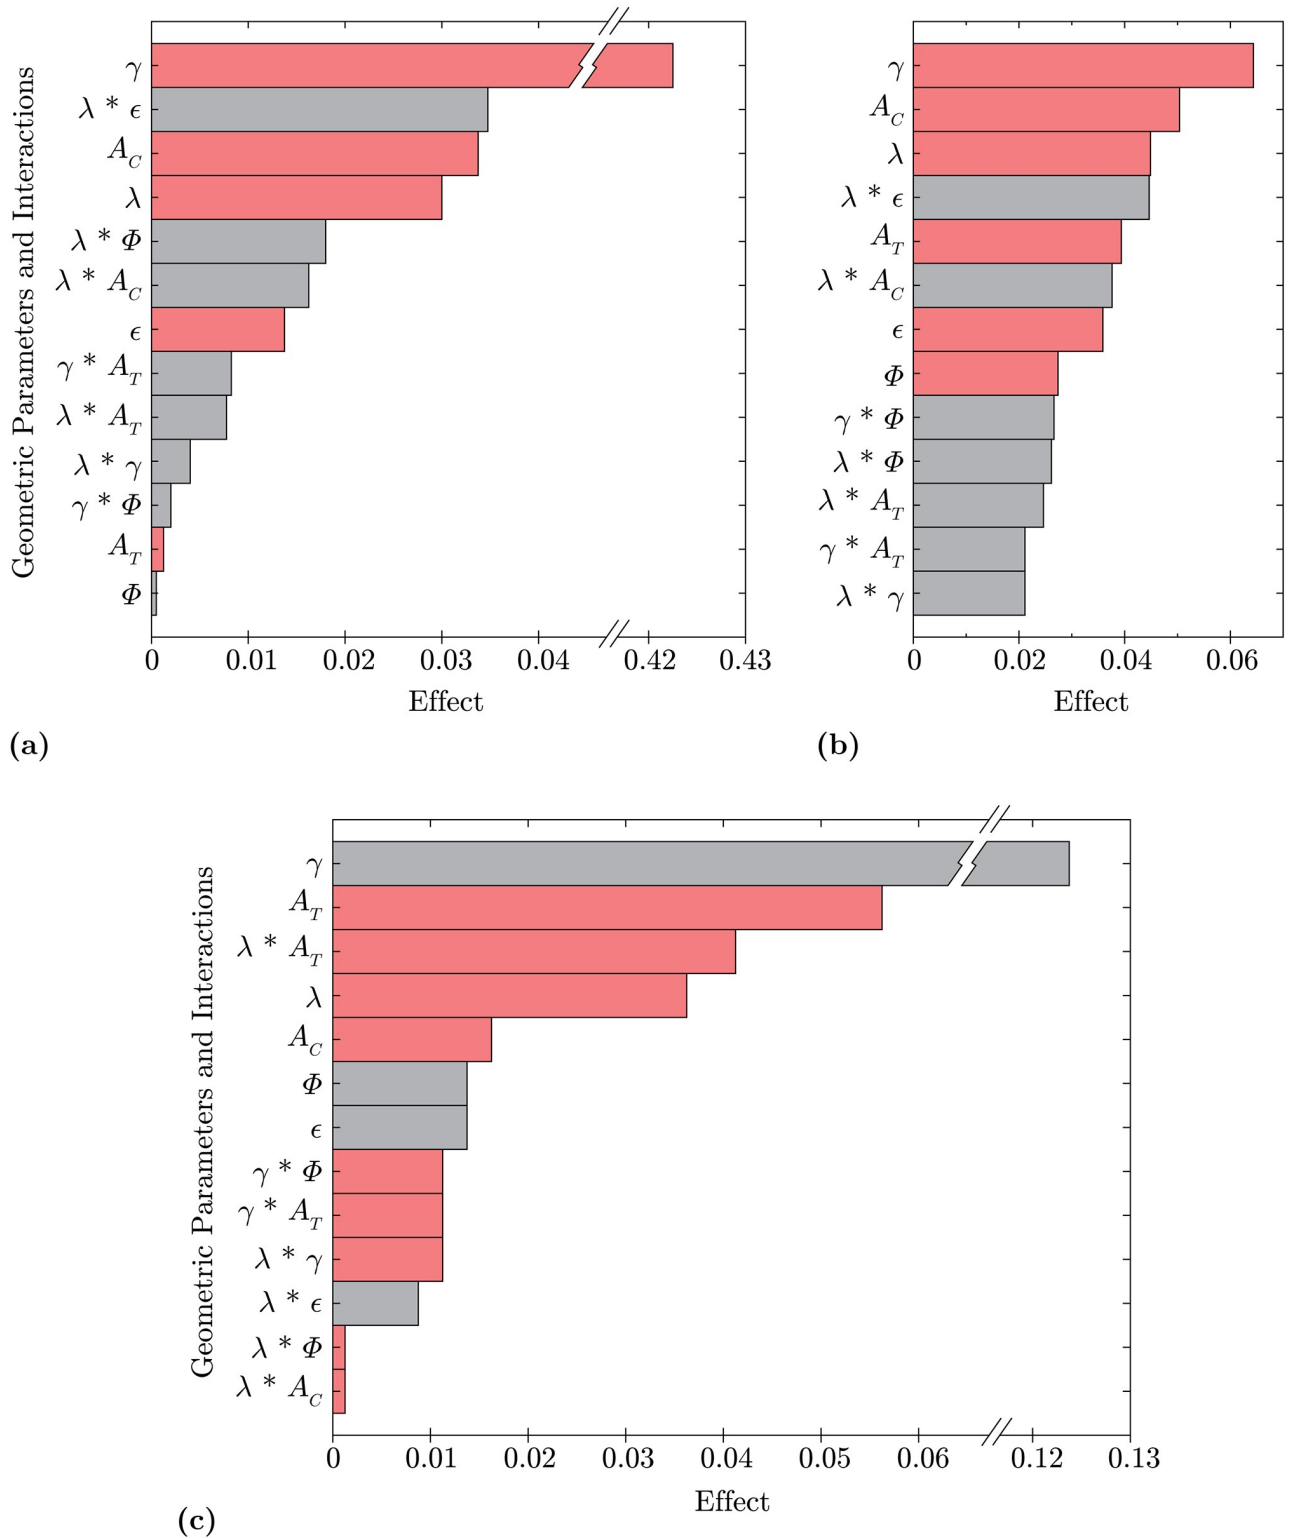 Geometric Parameters and Interactions
γ
λ * ϵ
A_C
λ
λ * Φ
λ * A_C
ϵ
γ * A_T
λ * A_T
λ * γ
γ * Φ
A_T
Φ
0 0.01 0.02 0.03 0.04 0.42 0.43
Effect
(a)
γ
A_C
λ
λ * ϵ
A_T
λ * A_C
ϵ
Φ
γ * Φ
λ * Φ
λ * A_T
γ * A_T
λ * γ
0 0.02 0.04 0.06
Effect
(b)
Geometric Parameters and Interactions
γ
A_T
λ * A_T
λ
A_C
Φ
ϵ
γ * Φ
γ * A_T
λ * γ
λ * ϵ
λ * Φ
λ * A_C
0 0.01 0.02 0.03 0.04 0.05 0.06 0.12 0.13
Effect
(c)